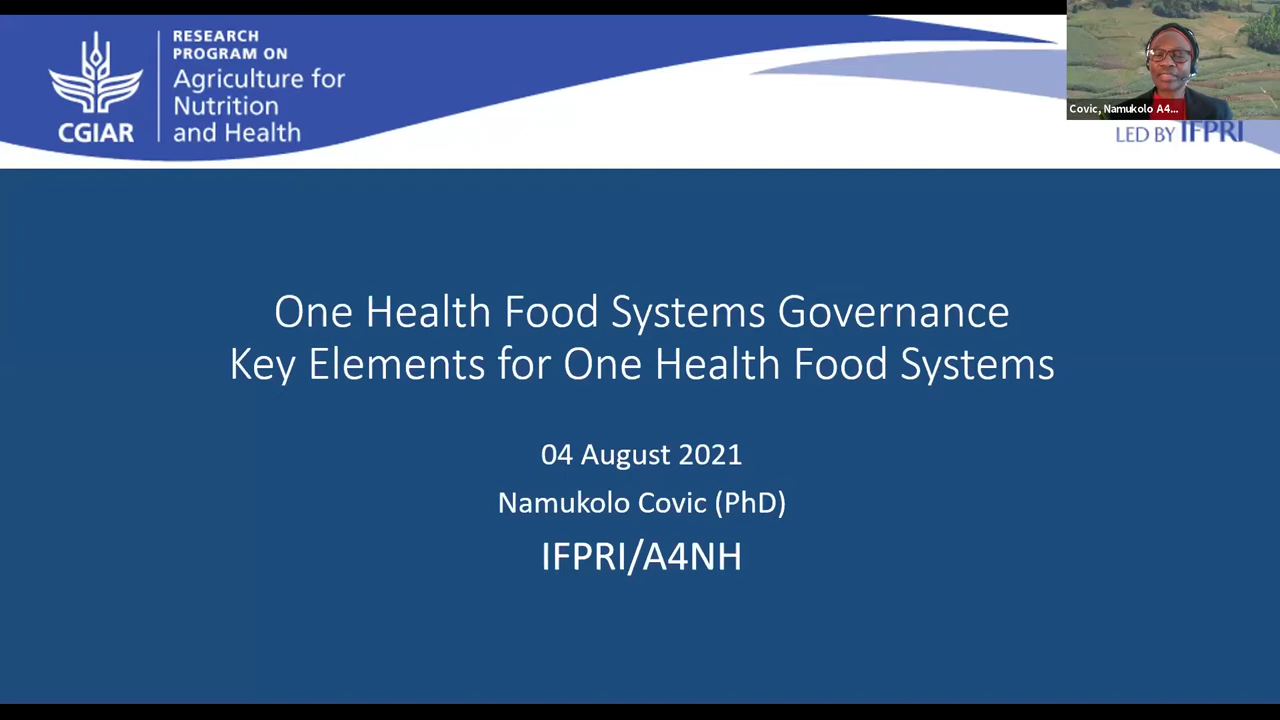 RESEARCH
PROGRAM ON
Agriculture for
Nutrition
and Health
CGIAR
Covic, Namukolo A4...
LED BY IFPRI
One Health Food Systems Governance
Key Elements for One Health Food Systems
04 August 2021
Namukolo Covic (PhD)
IFPRI/A4NH